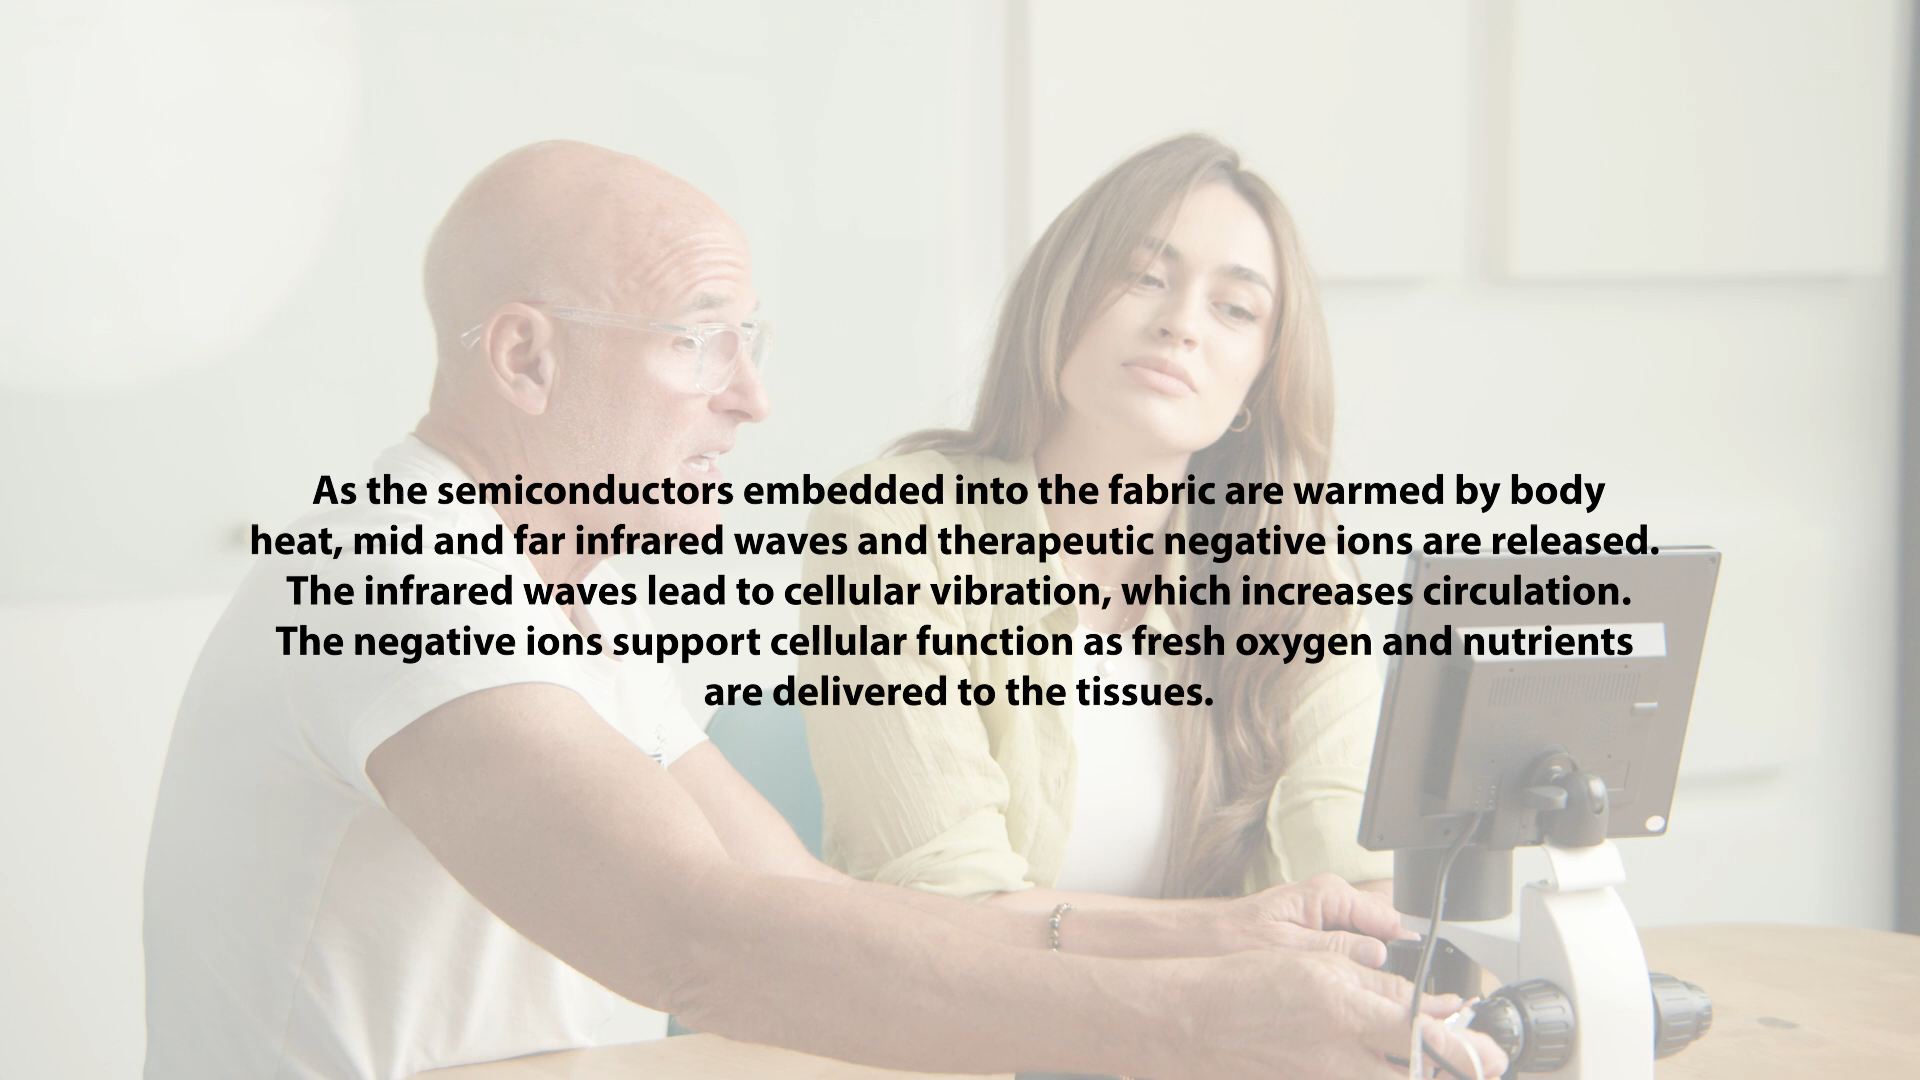 As the semiconductors embedded into the fabric are warmed by body
heat, mid and far infrared waves and therapeutic negative ions are released.
The infrared waves lead to cellular vibration, which increases circulation.
The negative ions support cellular function as fresh oxygen and nutrients
are delivered to the tissues.